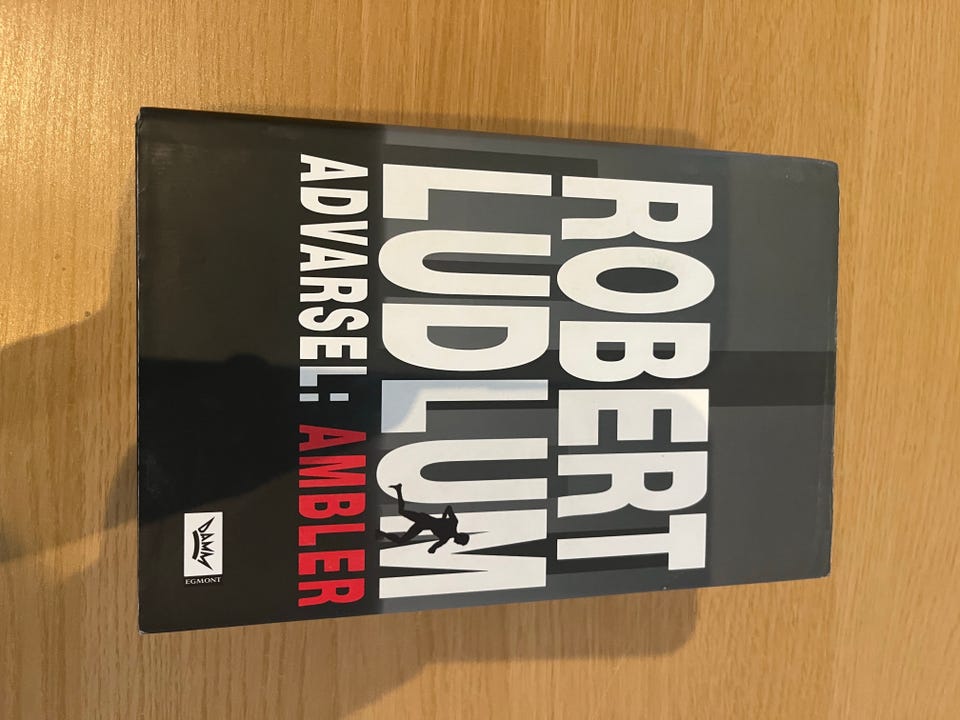 ROBERT
LUDLUM
ADVARSEL: AMBLER
DAMM
EGMONT